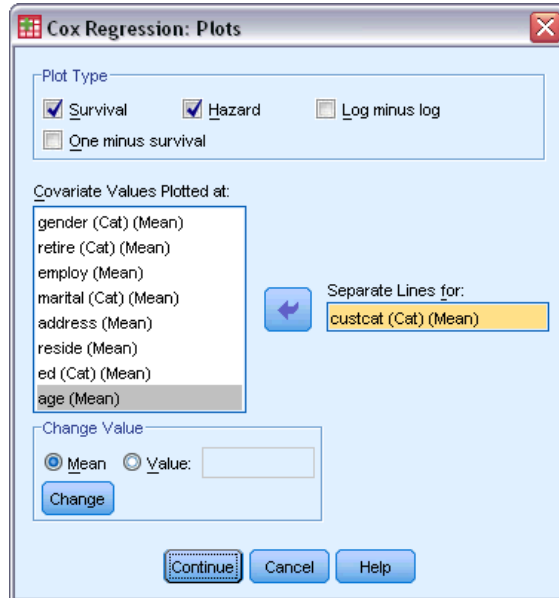 Cox Regression: Plots
Plot Type
Survival
Hazard
Log minus log
One minus survival
Covariate Values Plotted at:
gender (Cat) (Mean)
retire (Cat) (Mean)
employ (Mean)
marital (Cat) (Mean)
address (Mean)
reside (Mean)
ed (Cat) (Mean)
age (Mean)
Separate Lines for:
custcat (Cat) (Mean)
Change Value
Mean
Value:
Change
Continue
Cancel
Help